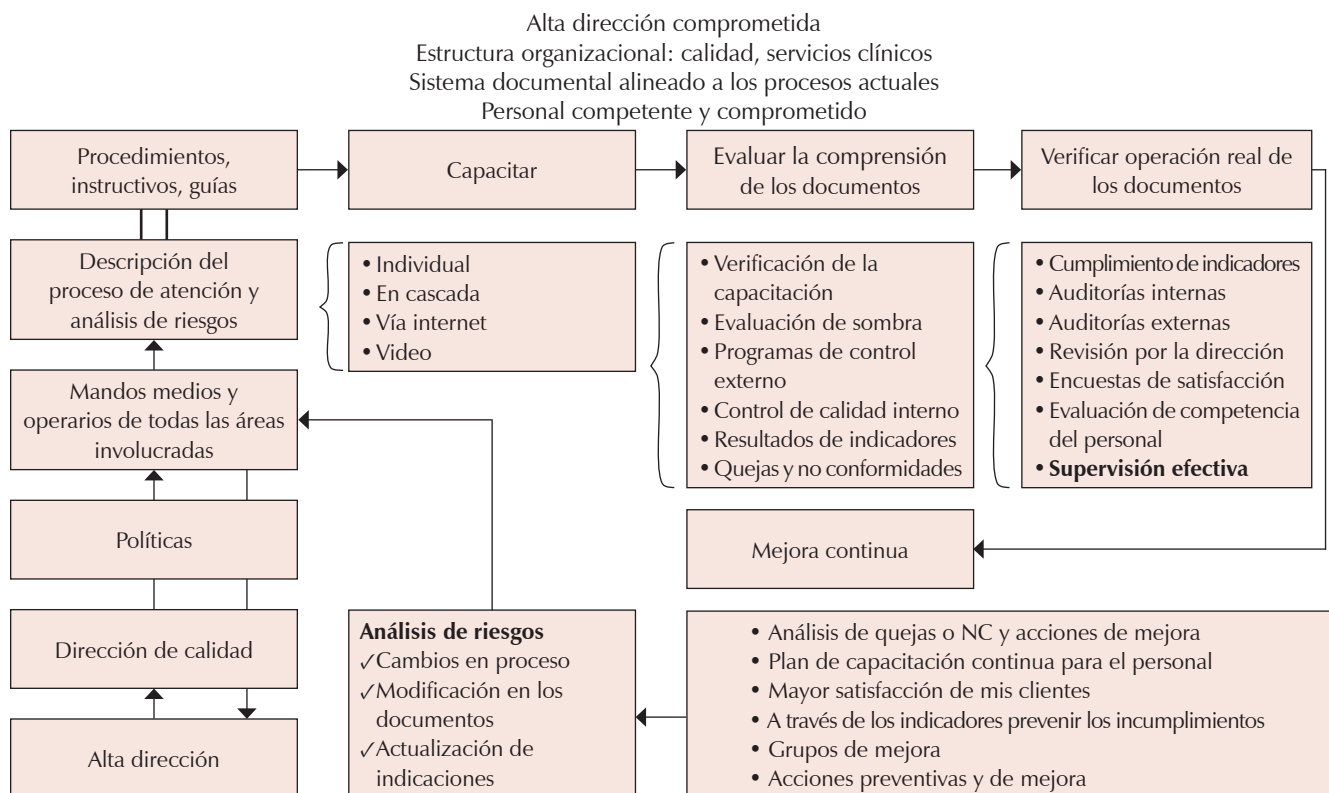 Alta dirección comprometida
Estructura organizacional: calidad, servicios clínicos
Sistema documental alineado a los procesos actuales
Personal competente y comprometido
Procedimientos,
instructivos, guías
Capacitar
Evaluar la comprensión
de los documentos
Verificar operación real de
los documentos
Descripción del
proceso de atención y
análisis de riesgos
• Individual
• En cascada
• Vía internet
• Video
• Verificación de la
capacitación
• Evaluación de sombra
• Programas de control
externo
• Control de calidad interno
• Resultados de indicadores
• Quejas y no conformidades
• Cumplimiento de indicadores
• Auditorías internas
• Auditorías externas
• Revisión por la dirección
• Encuestas de satisfacción
• Evaluación de competencia
del personal
• Supervisión efectiva
Mandos medios y
operarios de todas las áreas
involucradas
Políticas
Mejora continua
Dirección de calidad
Alta dirección
Análisis de riesgos
✓Cambios en proceso
✓Modificación en los
documentos
✓Actualización de
indicaciones
• Análisis de quejas o NC y acciones de mejora
• Plan de capacitación continua para el personal
• Mayor satisfacción de mis clientes
• A través de los indicadores prevenir los incumplimientos
• Grupos de mejora
• Acciones preventivas y de mejora